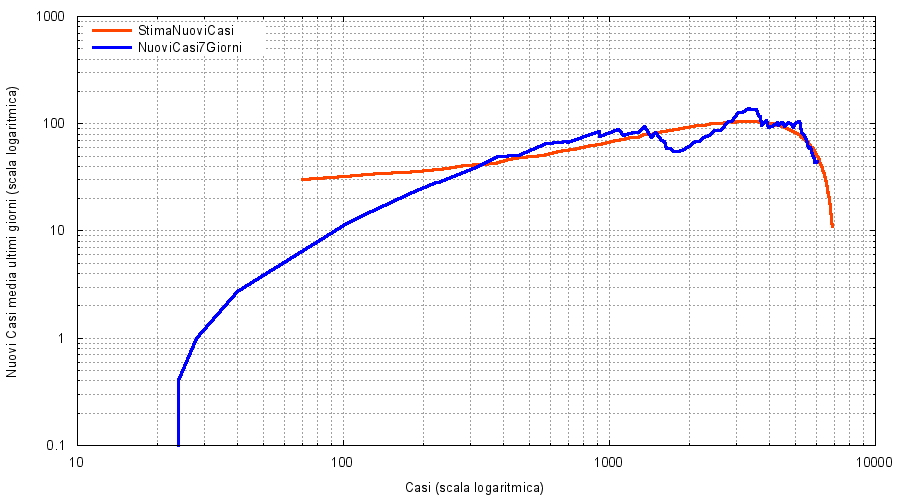 1000
100
10
1
0.1
StimaNuoviCasi
NuoviCasi7Giorni
Nuovi Casi media ultimi giorni (scala logaritmica)
10 100 1000 10000
Casi (scala logaritmica)